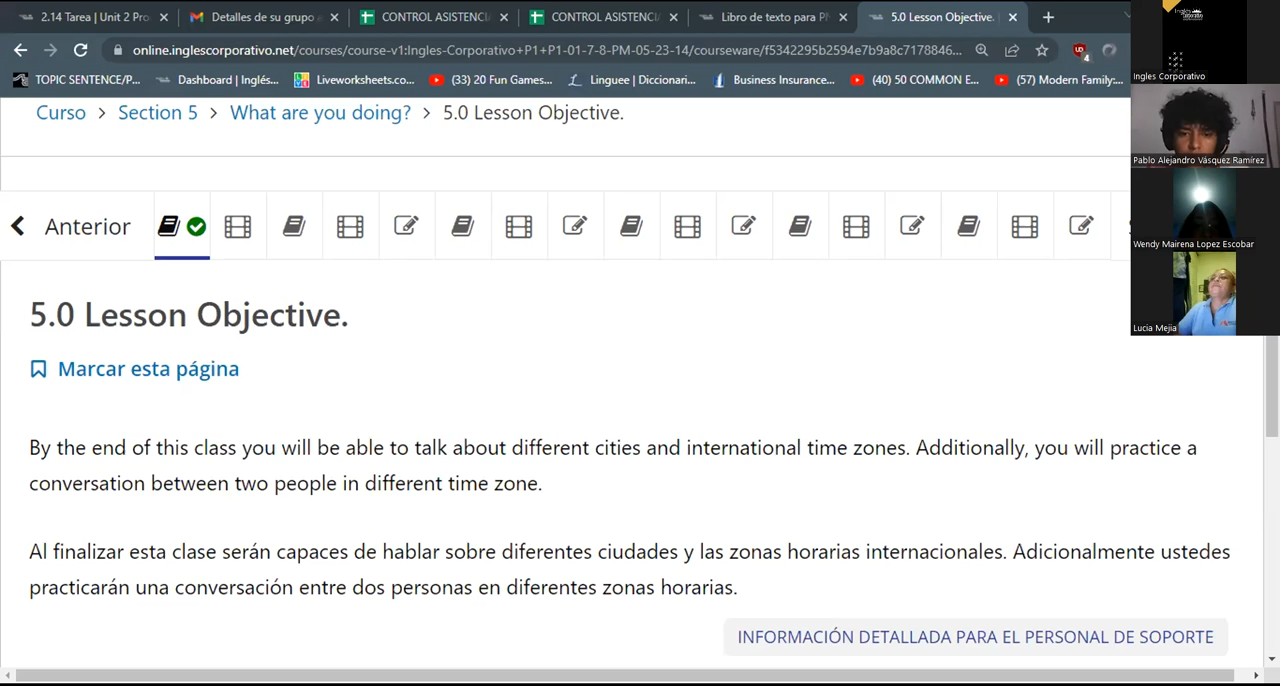 2.14 Tarea | Unit 2 Pro
Detalles de su grupo
CONTROL ASISTENCI
CONTROL ASISTENCI
Libro de texto para P
5.0 Lesson Objective.
online.inglescorporativo.net/courses/course-v1:Ingles-Corporativo+P1+P1-01-7-8-PM-05-23-14/courseware/f5342295b2594e7b9a8c7178846...
4
TOPIC SENTENCE/P...
Dashboard | Inglés...
Liveworksheets.co...
(33) 20 Fun Games...
Linguee | Diccionari...
Business Insurance...
(40) 50 COMMON E...
(57) Modern Family:...
Ingles Corporativo
Pablo Alejandro Vásquez Ramírez
Wendy Mairena Lopez Escobar
Lucia Mejia
Curso > Section 5 > What are you doing? > 5.0 Lesson Objective.
Anterior
5.0 Lesson Objective.
Marcar esta página
By the end of this class you will be able to talk about different cities and international time zones. Additionally, you will practice a
conversation between two people in different time zone.
Al finalizar esta clase serán capaces de hablar sobre diferentes ciudades y las zonas horarias internacionales. Adicionalmente ustedes
practicarán una conversación entre dos personas en diferentes zonas horarias.
INFORMACIÓN DETALLADA PARA EL PERSONAL DE SOPORTE